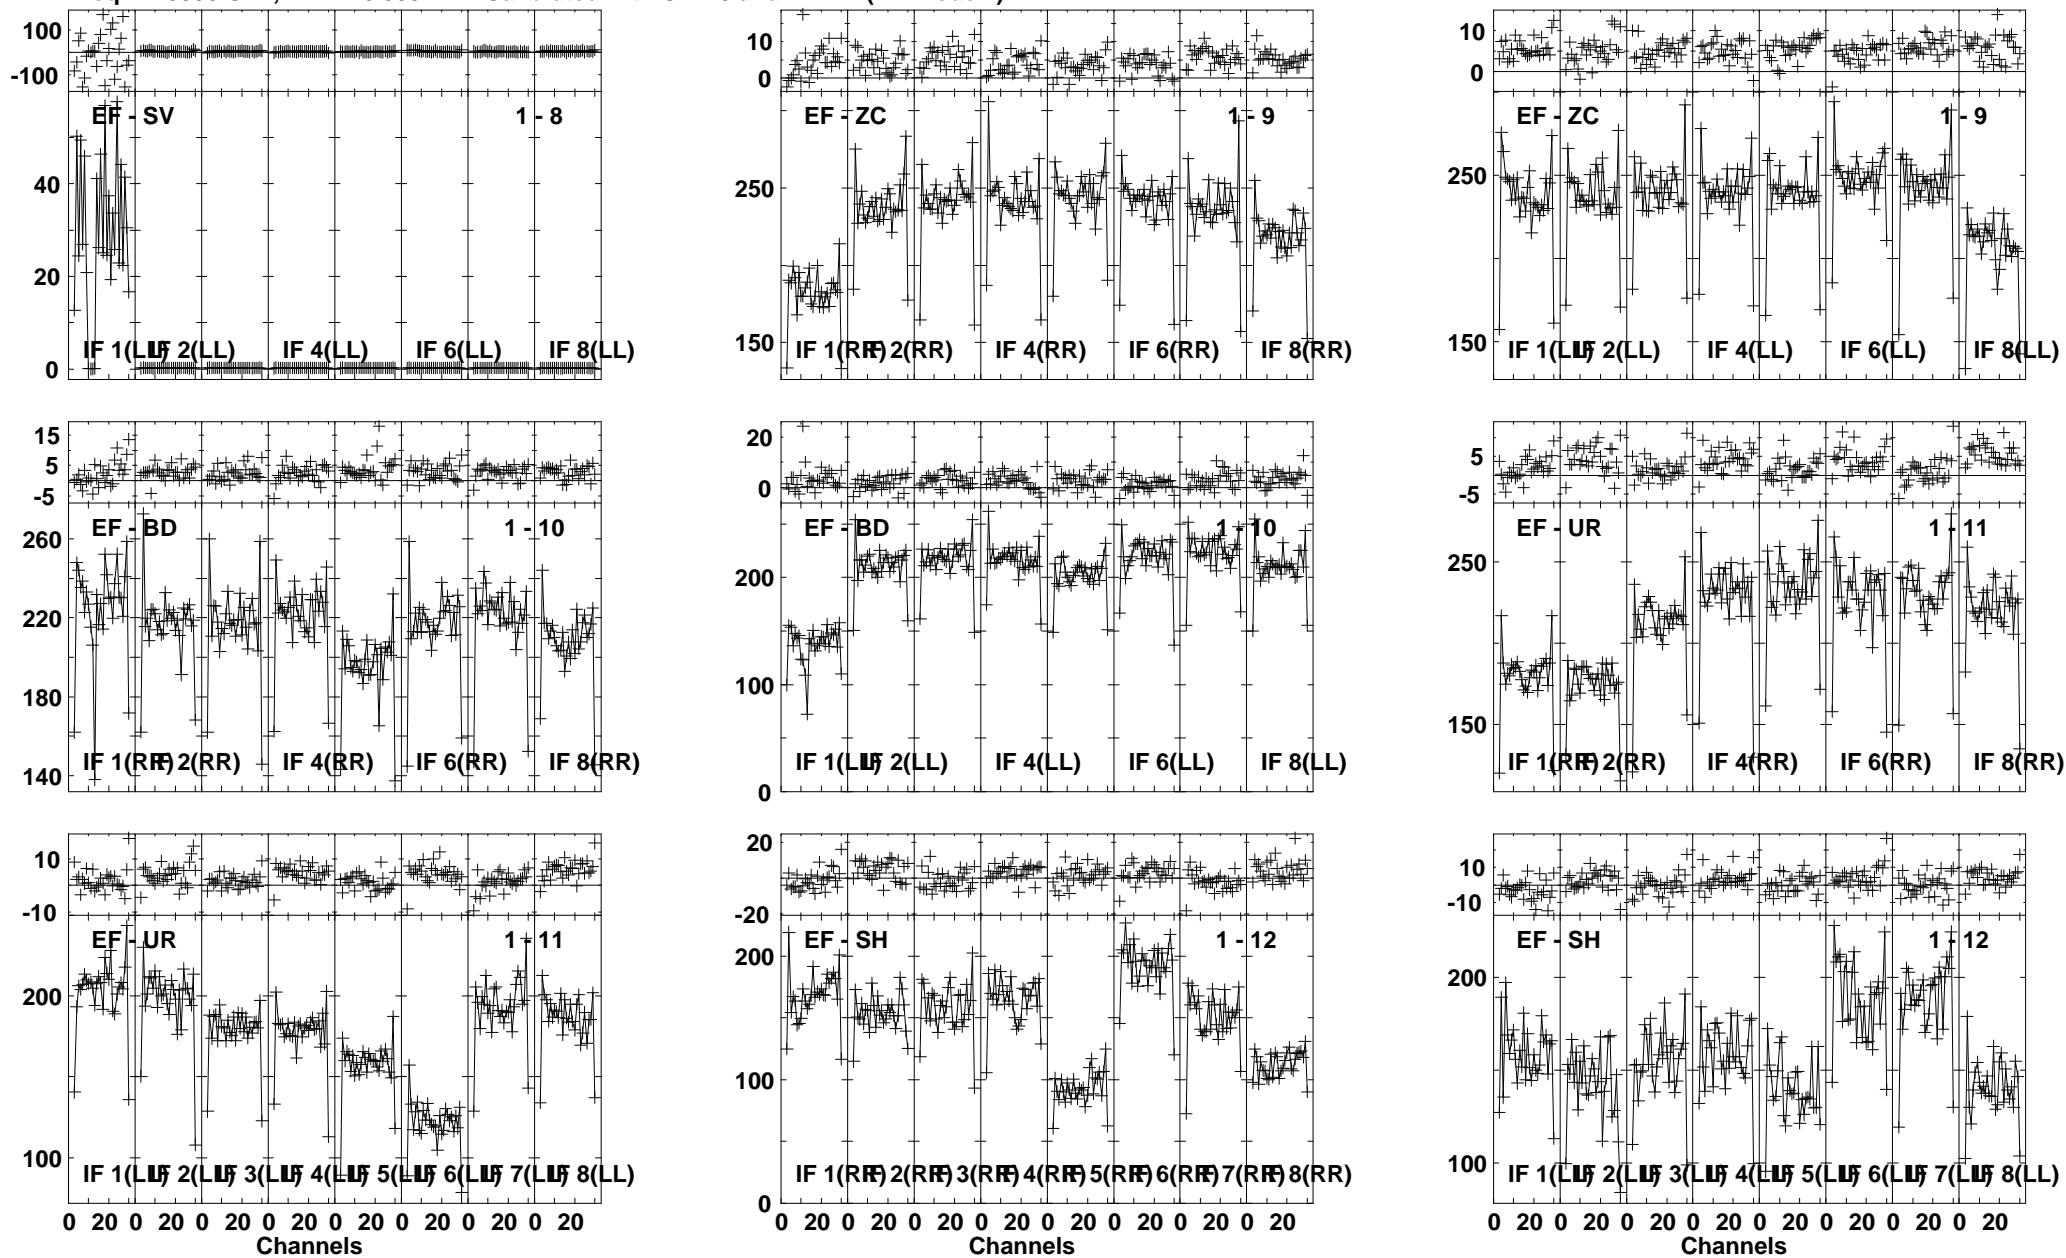 100
-100
EF - SV
1 - 8
40
20
0
IF 1(LL)
IF 2(LL)
IF 4(LL)
IF 6(LL)
IF 8(LL)
10
0
EF - ZC
1 - 9
250
150
IF 1(RR)
IF 2(RR)
IF 4(RR)
IF 6(RR)
IF 8(RR)
10
0
EF - ZC
1 - 9
250
150
IF 1(LL)
IF 2(LL)
IF 4(LL)
IF 6(LL)
IF 8(LL)
15
5
-5
EF - BD
1 - 10
260
220
180
140
IF 1(RR)
IF 2(RR)
IF 4(RR)
IF 6(RR)
IF 8(RR)
20
0
EF - BD
1 - 10
200
100
0
IF 1(LL)
IF 2(LL)
IF 4(LL)
IF 6(LL)
IF 8(LL)
5
-5
EF - UR
1 - 11
250
150
IF 1(RR)
IF 2(RR)
IF 4(RR)
IF 6(RR)
IF 8(RR)
10
-10
EF - UR
1 - 11
200
100
IF 1(LL)
IF 2(LL)
IF 3(LL)
IF 4(LL)
IF 5(LL)
IF 6(LL)
IF 7(LL)
IF 8(LL)
0 20 0 20 0 20 0 20 0 20 0 20 0 20 0 20
Channels
20
-20
EF - SH
1 - 12
200
100
0
IF 1(RR)
IF 2(RR)
IF 3(RR)
IF 4(RR)
IF 5(RR)
IF 6(RR)
IF 7(RR)
IF 8(RR)
0 20 0 20 0 20 0 20 0 20 0 20 0 20 0 20
Channels
10
-10
EF - SH
1 - 12
200
100
IF 1(LL)
IF 2(LL)
IF 3(LL)
IF 4(LL)
IF 5(LL)
IF 6(LL)
IF 7(LL)
IF 8(LL)
0 20 0 20 0 20 0 20 0 20 0 20 0 20 0 20
Channels